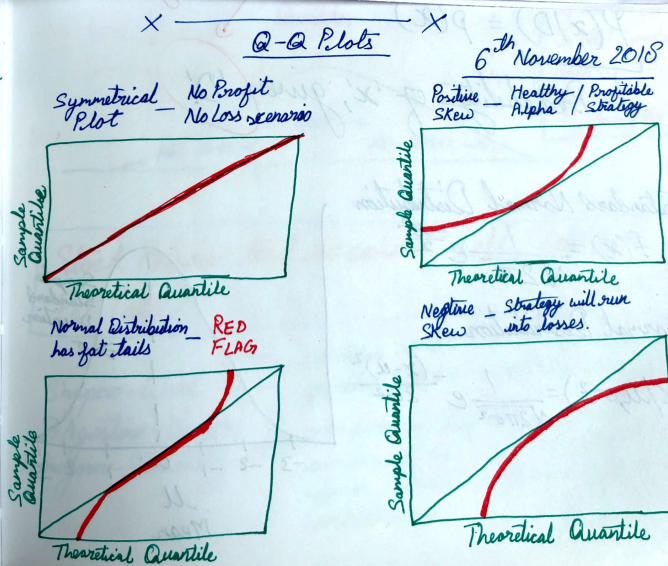 X ———————— X
Q-Q Plots
6th November 2018
Symmetrical Plot — No Profit
No Loss scenario
Sample Quantile
Theoretical Quantile
Positive Skew — Healthy Alpha / Profitible Strategy
Sample Quantile
Theoretical Quantile
Normal Distribution has fat tails — RED FLAG
Sample Quantile
Theoretical Quantile
Negtive Skew — Strategy will run into losses.
Sample Quantile
Theoretical Quantile